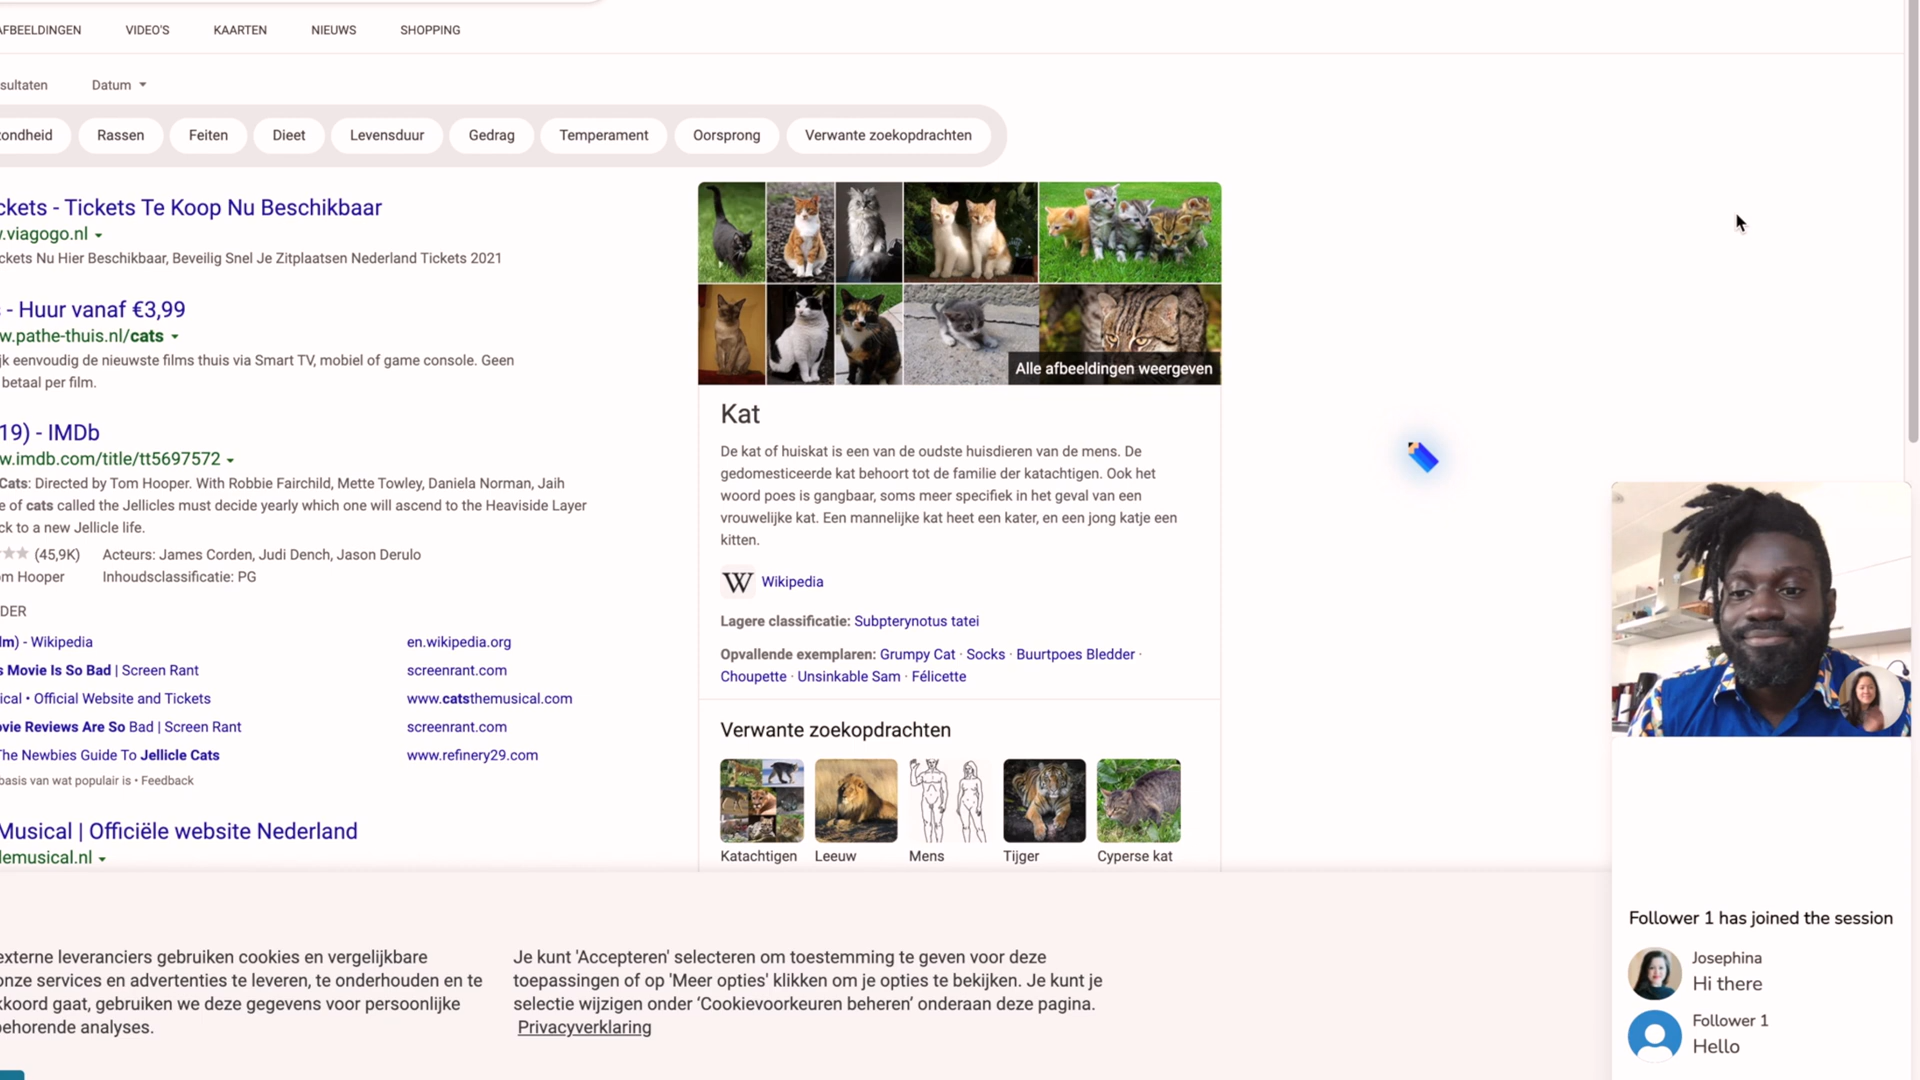 AFBEELDINGEN VIDEO'S KAARTEN NIEUWS SHOPPING
sultaten Datum
zondheid Rassen Feiten Dieet Levensduur Gedrag Temperament Oorsprong Verwante zoekopdrachten
ckets - Tickets Te Koop Nu Beschikbaar
.viagogo.nl
ckets Nu Hier Beschikbaar, Beveilig Snel Je Zitplaatsen Nederland Tickets 2021
- Huur vanaf €3,99
w.pathe-thuis.nl/cats
jk eenvoudig de nieuwste films thuis via Smart TV, mobiel of game console. Geen
betaal per film.
19) - IMDb
w.imdb.com/title/tt5697572
Cats: Directed by Tom Hooper. With Robbie Fairchild, Mette Towley, Daniela Norman, Jaih
e of cats called the Jellicles must decide yearly which one will ascend to the Heaviside Layer
ck to a new Jellicle life.
(45,9K) Acteurs: James Corden, Judi Dench, Jason Derulo
om Hooper Inhoudsclassificatie: PG
DER
lm) - Wikipedia en.wikipedia.org
s Movie Is So Bad | Screen Rant screenrant.com
ical • Official Website and Tickets www.catsthemusical.com
ovie Reviews Are So Bad | Screen Rant screenrant.com
The Newbies Guide To Jellicle Cats www.refinery29.com
basis van wat populair is • Feedback
Musical | Officiële website Nederland
demusical.nl
Alle afbeeldingen weergeven
Kat
De kat of huiskat is een van de oudste huisdieren van de mens. De
gedomesticeerde kat behoort tot de familie der katachtigen. Ook het
woord poes is gangbaar, soms meer specifiek in het geval van een
vrouwelijke kat. Een mannelijke kat heet een kater, en een jong katje een
kitten.
W Wikipedia
Lagere classificatie: Subpterynotus tatei
Opvallende exemplaren: Grumpy Cat · Socks · Buurtpoes Bledder ·
Choupette · Unsinkable Sam · Félicette
Verwante zoekopdrachten
Katachtigen Leeuw Mens Tijger Cyperse kat
externe leveranciers gebruiken cookies en vergelijkbare
onze services en advertenties te leveren, te onderhouden en te
kkoord gaat, gebruiken we deze gegevens voor persoonlijke
behorende analyses.
Je kunt 'Accepteren' selecteren om toestemming te geven voor deze
toepassingen of op 'Meer opties' klikken om je opties te bekijken. Je kunt je
selectie wijzigen onder ‘Cookievoorkeuren beheren’ onderaan deze pagina.
Privacyverklaring
Follower 1 has joined the session
Josephina
Hi there
Follower 1
Hello